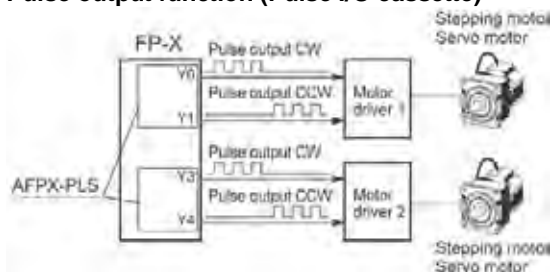 Pulse output function (Pulse I/O cassette)
Stepping motor
Servo motor
FP-X
Pulse output CW
Y0
Pulse output CCW
Y1
Motor
driver 1
Pulse output CW
Y3
AFPX-PLS
Pulse output CCW
Y4
Motor
driver 2
Stepping motor
Servo motor